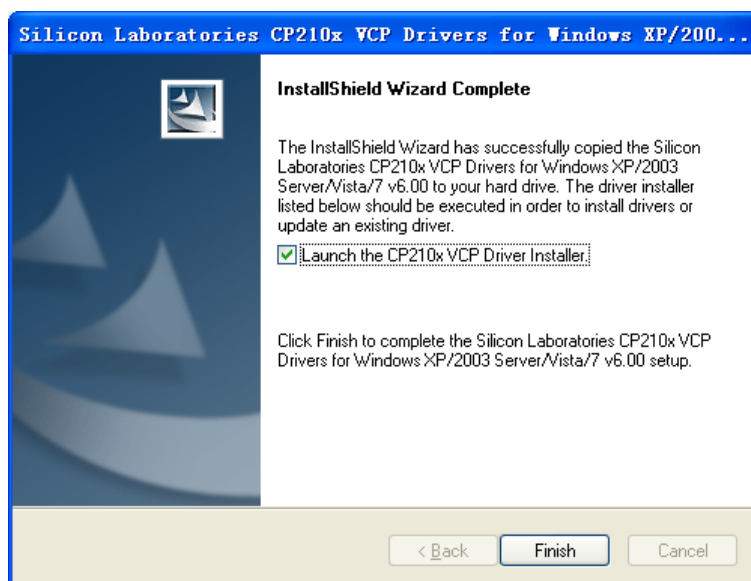 Silicon Laboratories CP210x VCP Drivers for Windows XP/200...
InstallShield Wizard Complete
The InstallShield Wizard has successfully copied the Silicon
Laboratories CP210x VCP Drivers for Windows XP/2003
Server/Vista/7 v6.00 to your hard drive. The driver installer
listed below should be executed in order to install drivers or
update an existing driver.
Launch the CP210x VCP Driver Installer.
Click Finish to complete the Silicon Laboratories CP210x VCP
Drivers for Windows XP/2003 Server/Vista/7 v6.00 setup.
< Back
Finish
Cancel